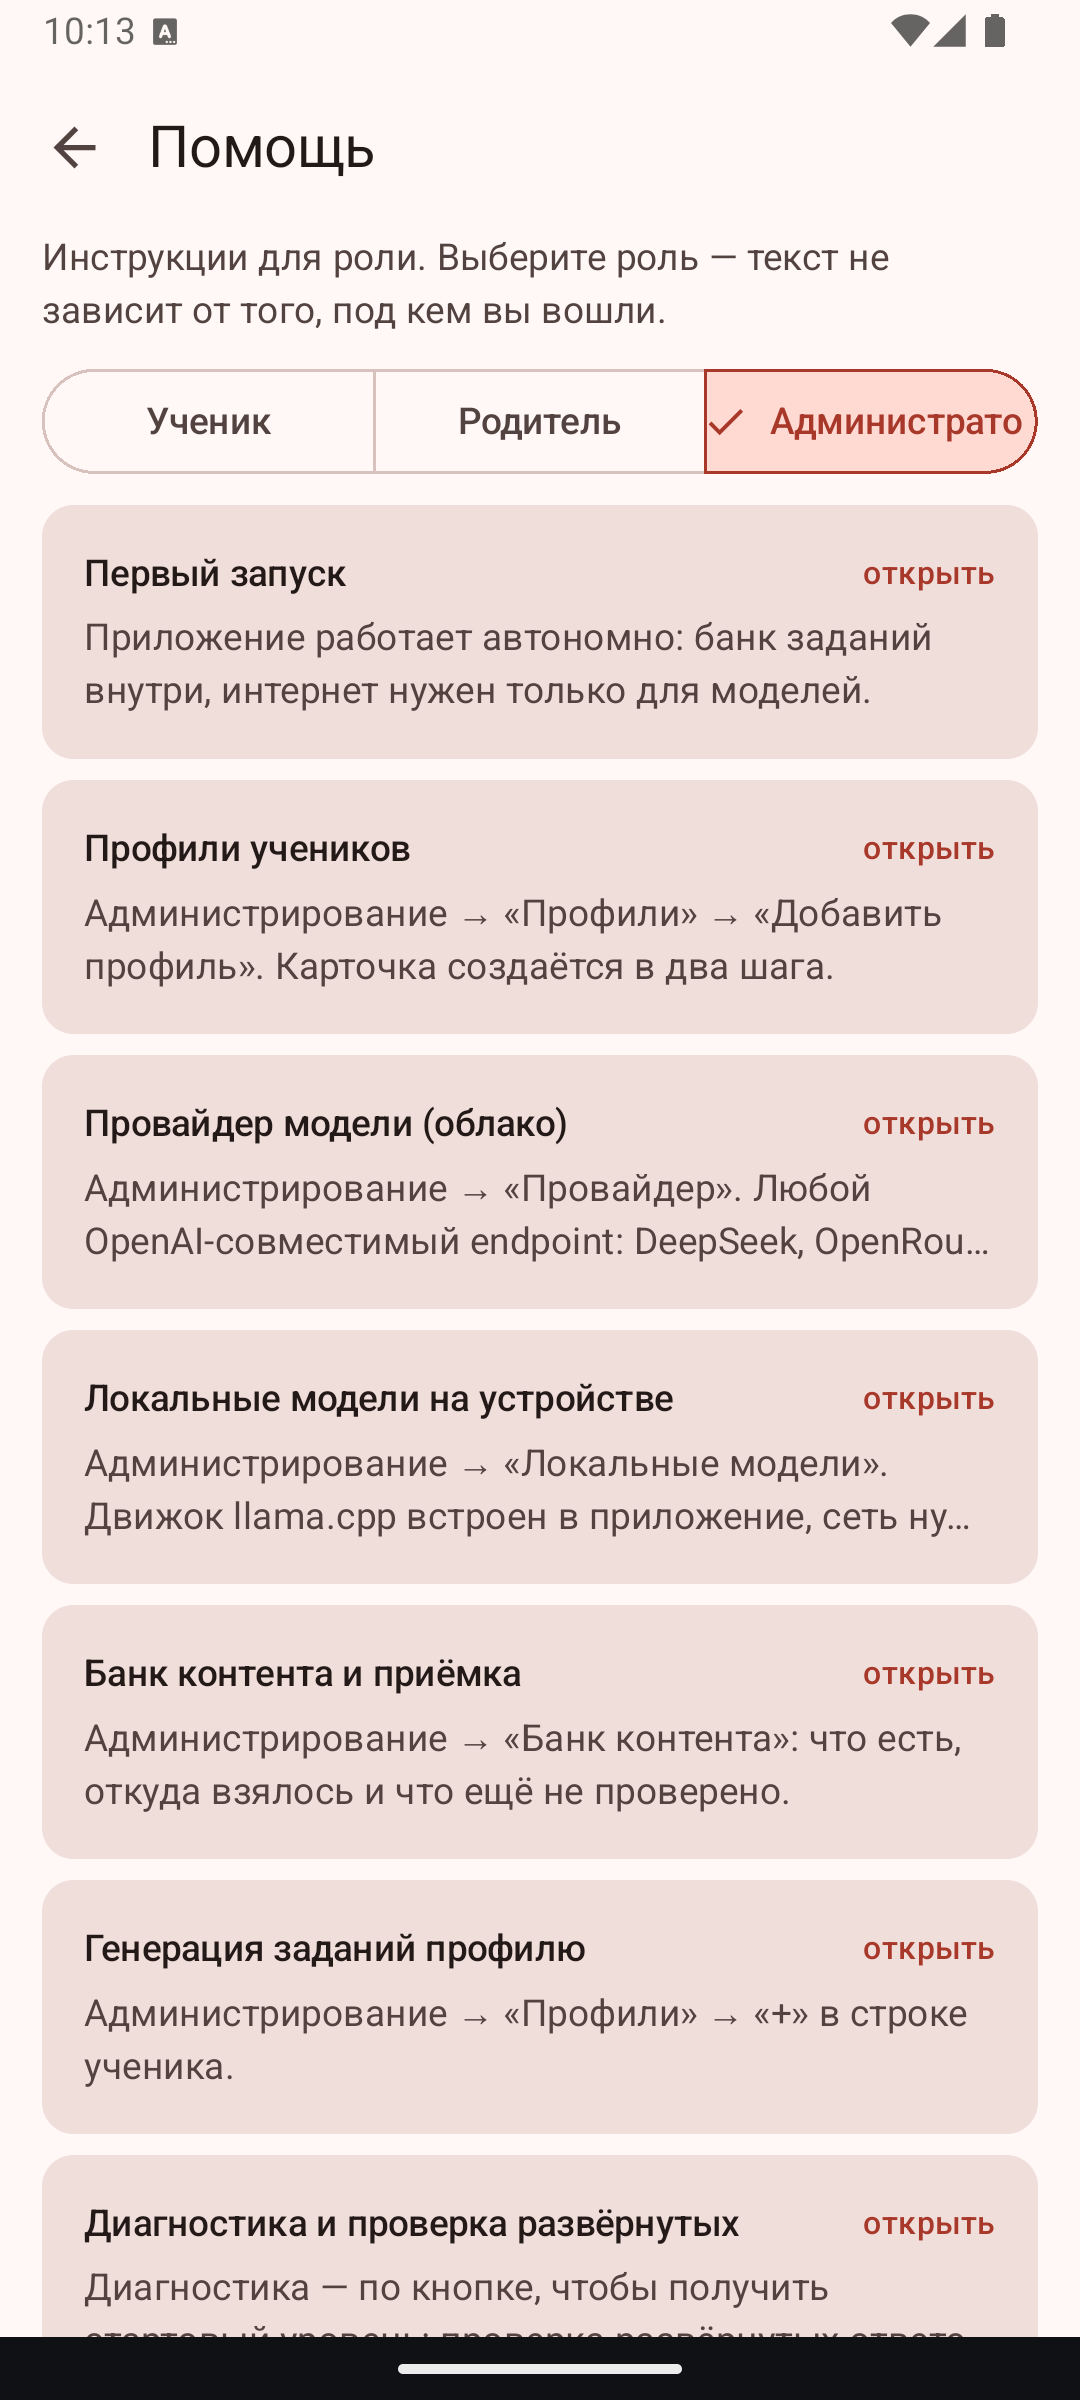 10:13
Помощь
Инструкции для роли. Выберите роль — текст не
зависит от того, под кем вы вошли.
Ученик
Родитель
Администрато
Первый запуск
открыть
Приложение работает автономно: банк заданий
внутри, интернет нужен только для моделей.
Профили учеников
открыть
Администрирование → «Профили» → «Добавить
профиль». Карточка создаётся в два шага.
Провайдер модели (облако)
открыть
Администрирование → «Провайдер». Любой
OpenAI-совместимый endpoint: DeepSeek, OpenRou...
Локальные модели на устройстве
открыть
Администрирование → «Локальные модели».
Движок llama.cpp встроен в приложение, сеть ну...
Банк контента и приёмка
открыть
Администрирование → «Банк контента»: что есть,
откуда взялось и что ещё не проверено.
Генерация заданий профилю
открыть
Администрирование → «Профили» → «+» в строке
ученика.
Диагностика и проверка развёрнутых
открыть
Диагностика — по кнопке, чтобы получить